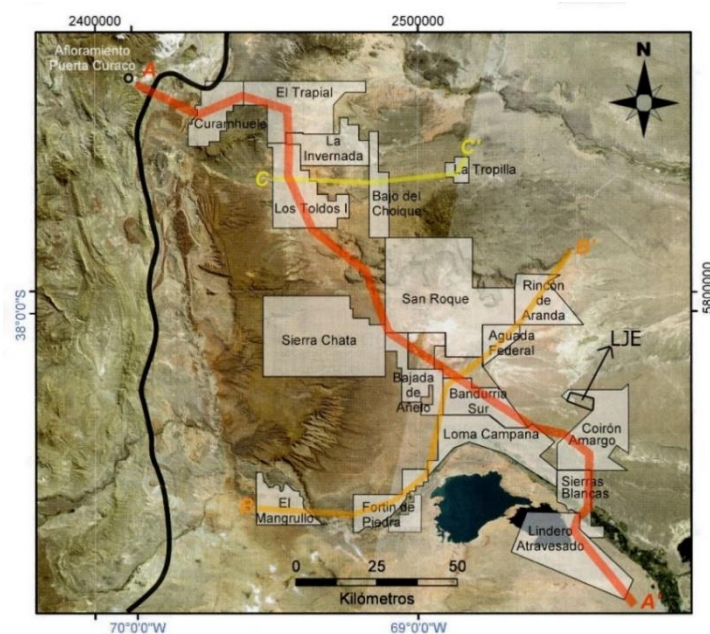 2400000
2500000
Afloramiento
Puerta Curaco
A
N
El Trapial
Curamhuele
La
Invernada
C'
La Tropilla
C
Bajo del
Choique
Los Toldos I
B'
San Roque
Rincón
de
Aranda
38°0'0"S
5800000
Sierra Chata
Aguada
Federal
LJE
Bajada
de
Añelo
Bandurria
Sur
Loma Campana
Coirón
Amargo
Sierras
Blancas
B
El
Mangrullo
Fortín de
Piedra
Lindero
Atravesado
0 25 50
Kilómetros
A'
70°0'0"W
69°0'0"W